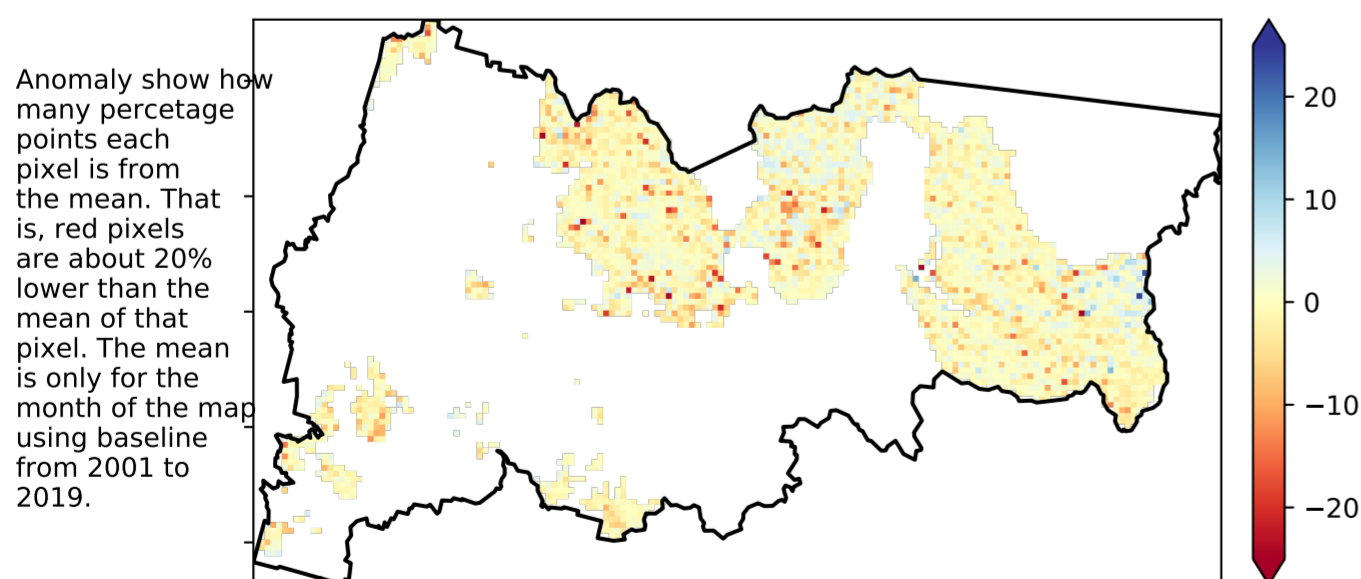 Anomaly show how
many percetage
points each
pixel is from
the mean. That
is, red pixels
are about 20%
lower than the
mean of that
pixel. The mean
is only for the
month of the map
using baseline
from 2001 to
2019.
20
10
0
−10
−20